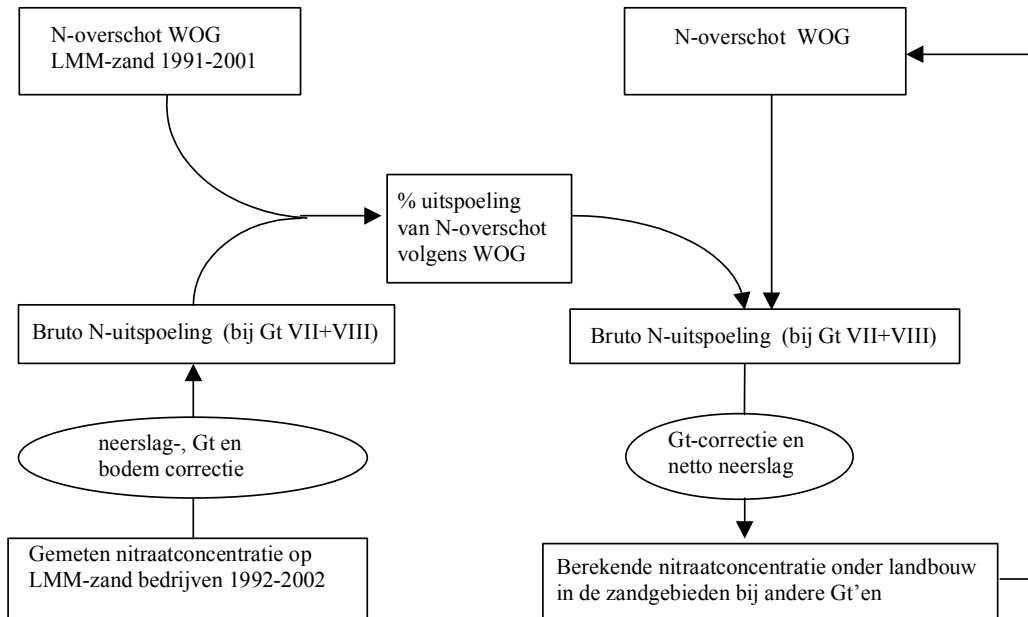 N-overschot WOG
LMM-zand 1991-2001
N-overschot WOG
% uitspoeling
van N-overschot
volgens WOG
Bruto N-uitspoeling (bij Gt VII+VIII)
Bruto N-uitspoeling (bij Gt VII+VIII)
neerslag-, Gt en
bodem correctie
Gt-correctie en
netto neerslag
Gemeten nitraatconcentratie op
LMM-zand bedrijven 1992-2002
Berekende nitraatconcentratie onder landbouw
in de zandgebieden bij andere Gt’en